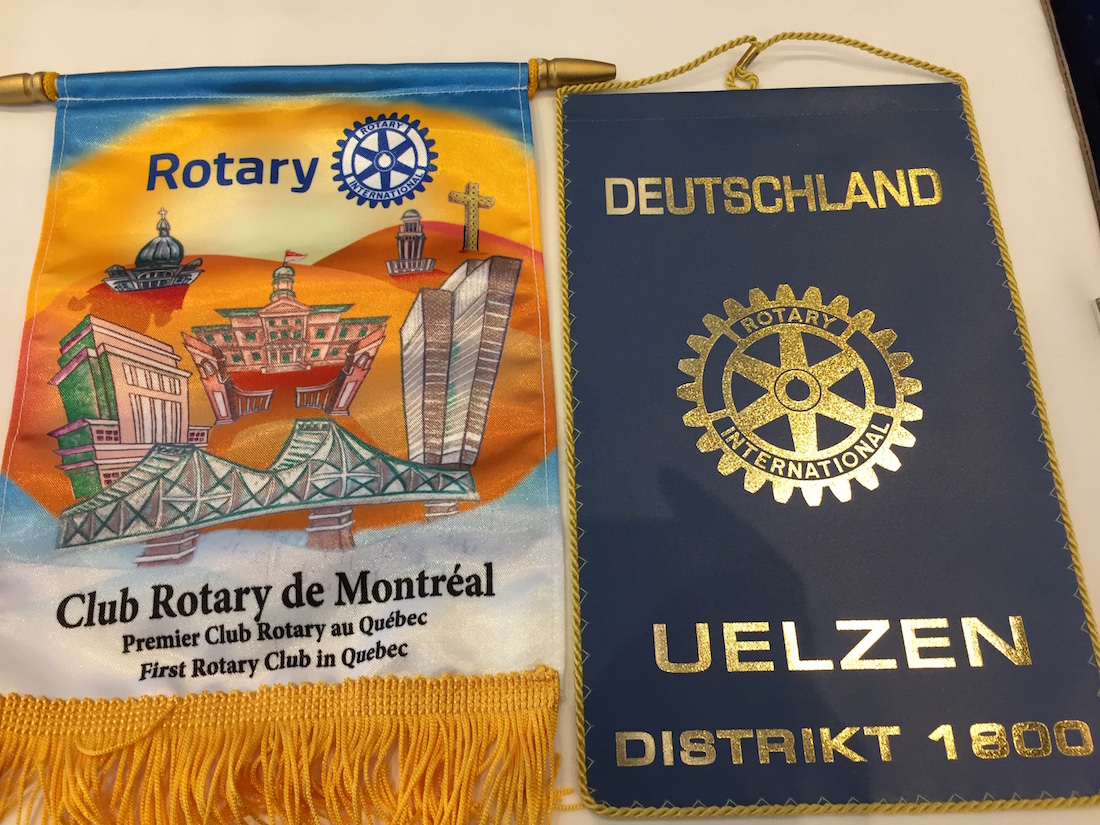 Rotary
ROTARY
INTERNATIONAL
Club Rotary de Montréal
Premier Club Rotary au Québec
First Rotary Club in Quebec
DEUTSCHLAND
ROTARY
INTERNATIONAL
UELZEN
DISTRIKT 1800